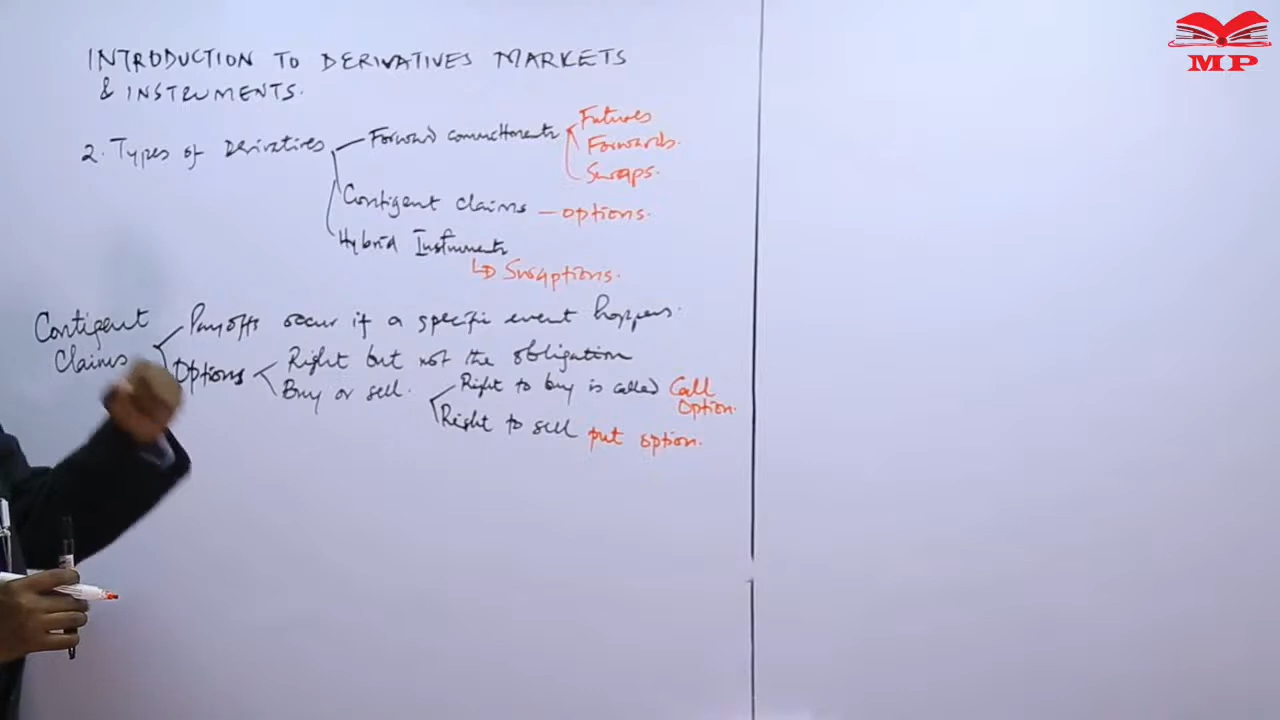 INTRODUCTION TO DERIVATIVES MARKETS
& INSTRUMENTS.
2. Types of Derivatives
Forward commitments
Futures
Forwards.
Swaps.
Contigent Claims - options.
Hybrid Instruments
Swaptions.
Contigent Claims
Payoffs occur if a specific event happens.
Options
Right but not the obligation
Buy or sell.
Right to buy is called Call Option.
Right to sell put option.
MP